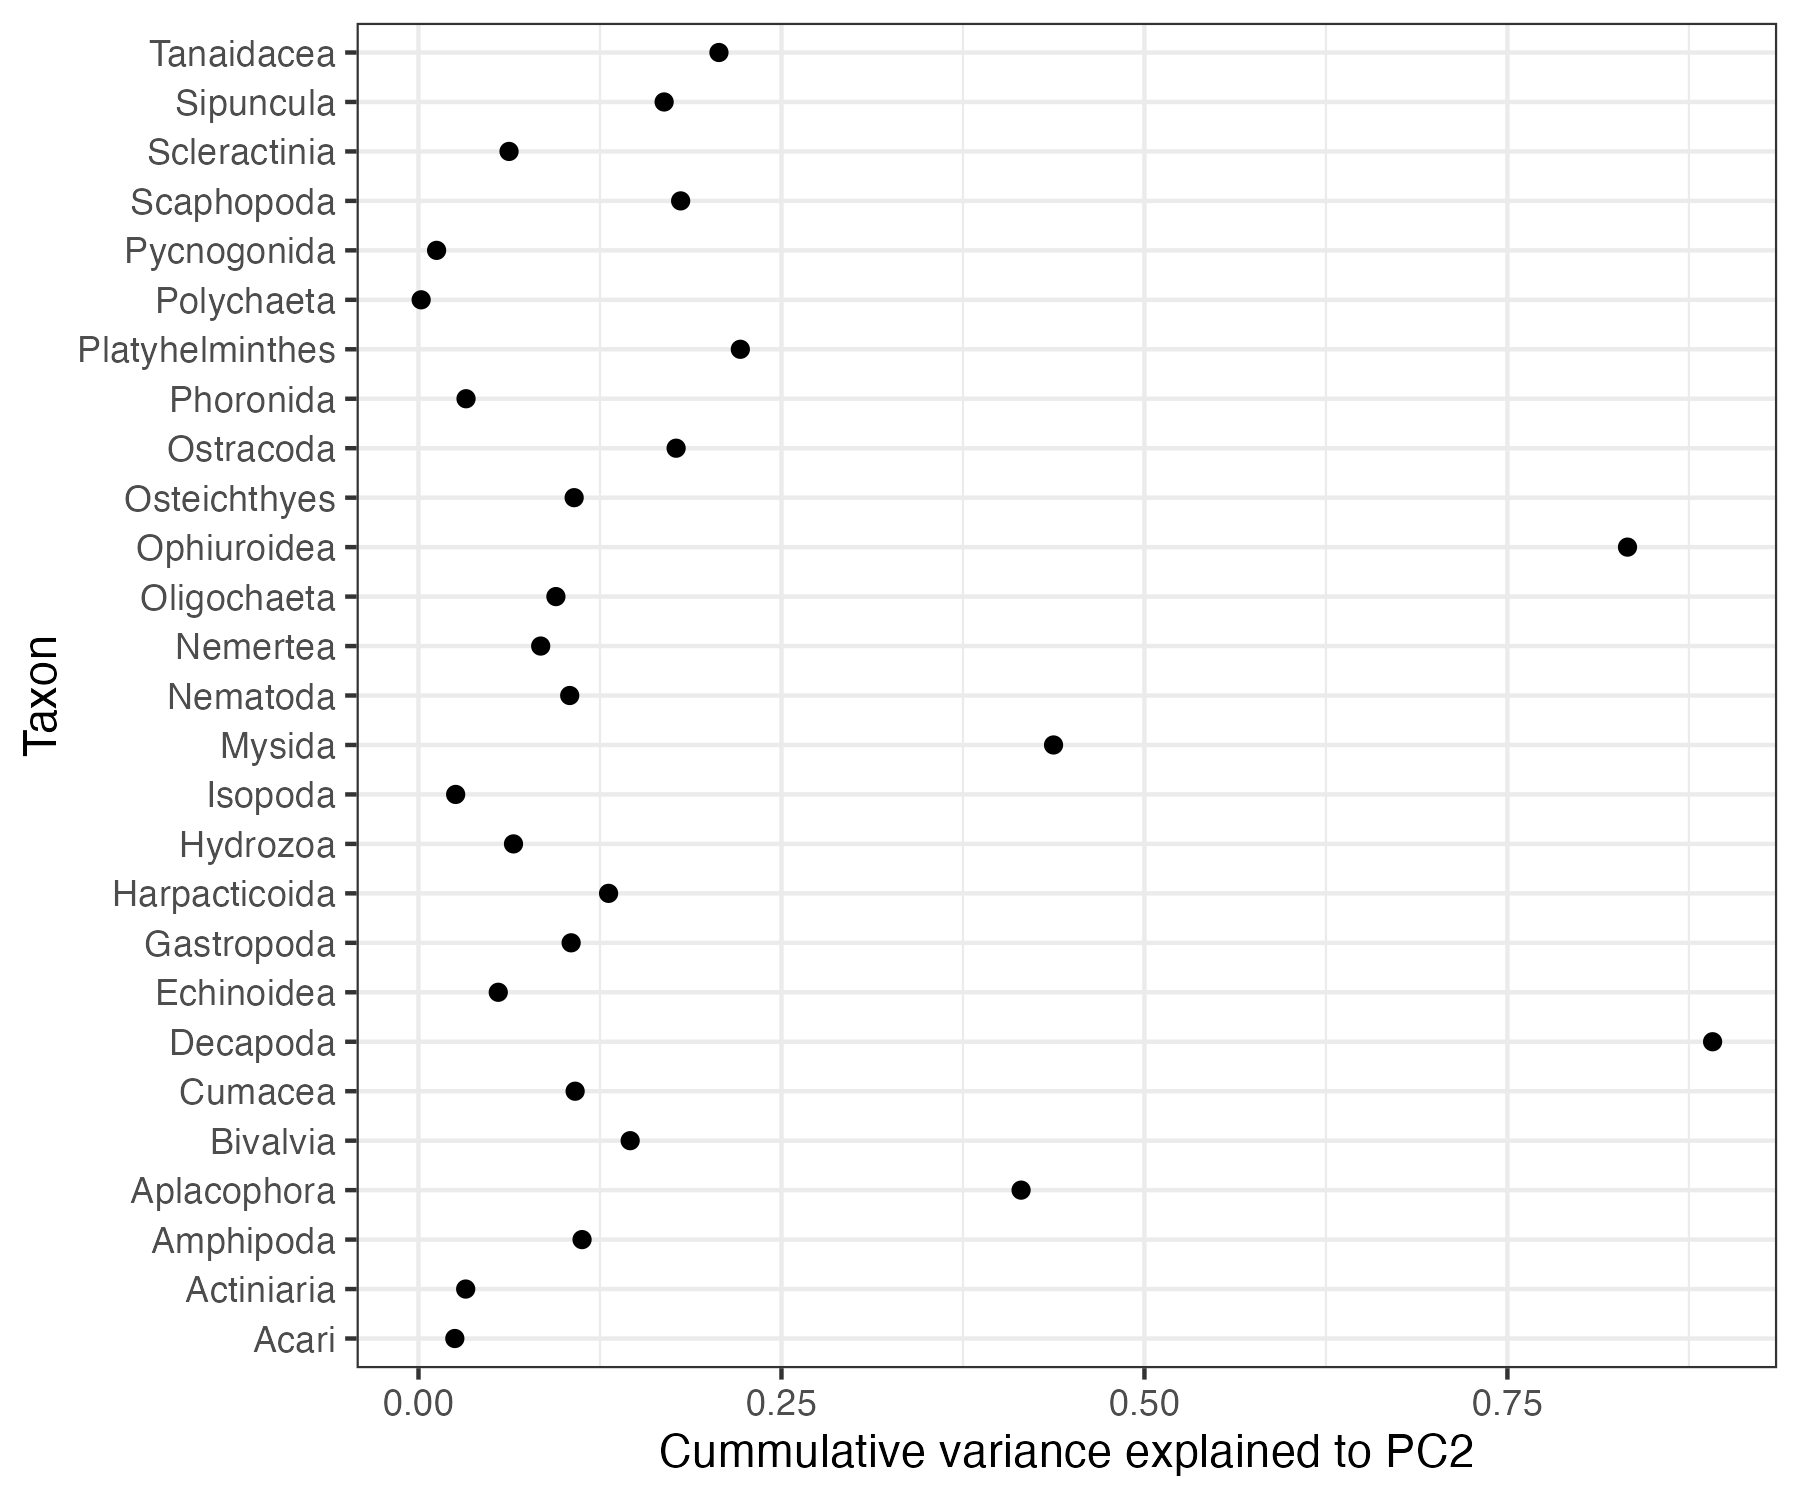 Tanaidacea
Sipuncula
Scleractinia
Scaphopoda
Pycnogonida
Polychaeta
Platyhelminthes
Phoronida
Ostracoda
Osteichthyes
Ophiuroidea
Oligochaeta
Nemertea
Nematoda
Mysida
Isopoda
Hydrozoa
Harpacticoida
Gastropoda
Echinoidea
Decapoda
Cumacea
Bivalvia
Aplacophora
Amphipoda
Actiniaria
Acari
Taxon
0.00 0.25 0.50 0.75
Cummulative variance explained to PC2